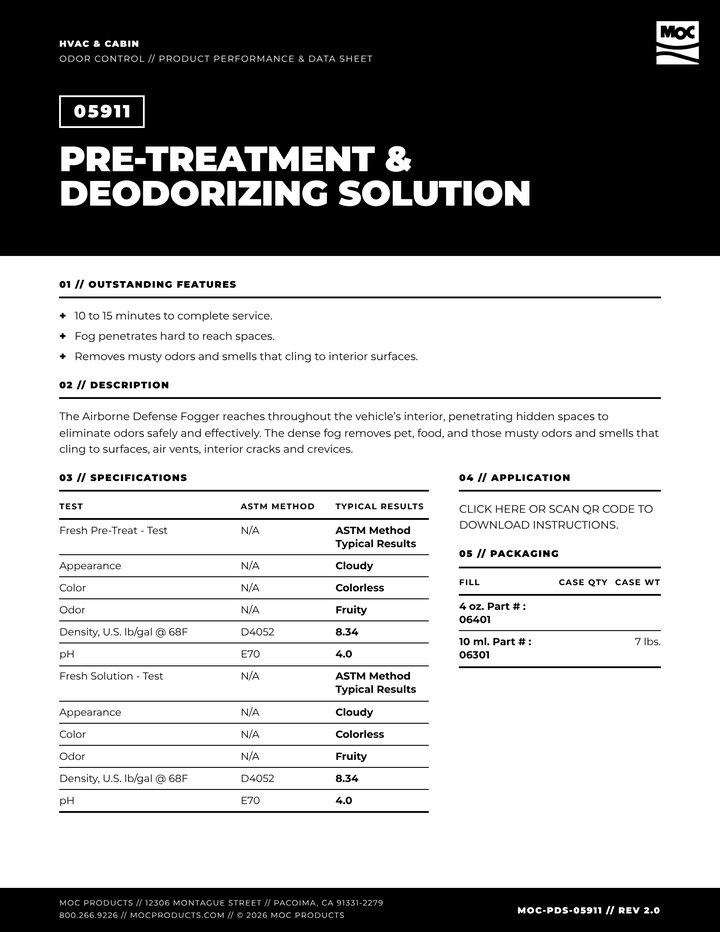 HVAC & CABIN
ODOR CONTROL // PRODUCT PERFORMANCE & DATA SHEET
MOC
05911
PRE-TREATMENT &
DEODORIZING SOLUTION
01 // OUTSTANDING FEATURES
+ 10 to 15 minutes to complete service.
+ Fog penetrates hard to reach spaces.
+ Removes musty odors and smells that cling to interior surfaces.
02 // DESCRIPTION
The Airborne Defense Fogger reaches throughout the vehicle’s interior, penetrating hidden spaces to
eliminate odors safely and effectively. The dense fog removes pet, food, and those musty odors and smells that
cling to surfaces, air vents, interior cracks and crevices.
03 // SPECIFICATIONS
TEST ASTM METHOD TYPICAL RESULTS
Fresh Pre-Treat - Test N/A ASTM Method
Typical Results
Appearance N/A Cloudy
Color N/A Colorless
Odor N/A Fruity
Density, U.S. lb/gal @ 68F D4052 8.34
pH E70 4.0
Fresh Solution - Test N/A ASTM Method
Typical Results
Appearance N/A Cloudy
Color N/A Colorless
Odor N/A Fruity
Density, U.S. lb/gal @ 68F D4052 8.34
pH E70 4.0
04 // APPLICATION
CLICK HERE OR SCAN QR CODE TO
DOWNLOAD INSTRUCTIONS.
05 // PACKAGING
FILL CASE QTY CASE WT
4 oz. Part # :
06401
10 ml. Part # : 7 lbs.
06301
MOC PRODUCTS // 12306 MONTAGUE STREET // PACOIMA, CA 91331-2279
800.266.9226 // MOCPRODUCTS.COM // © 2026 MOC PRODUCTS
MOC-PDS-05911 // REV 2.0